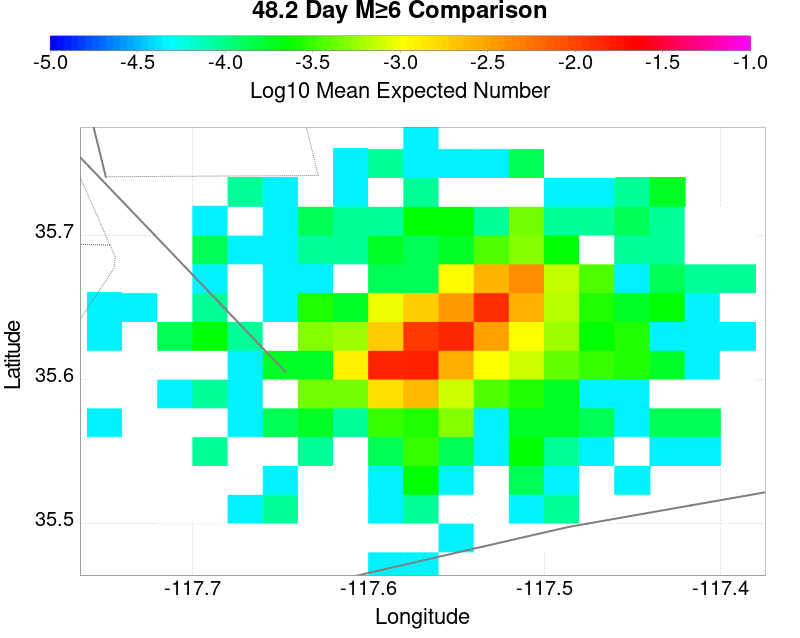 48.2 Day M≥6 Comparison
-5.0 -4.5 -4.0 -3.5 -3.0 -2.5 -2.0 -1.5 -1.0
Log10 Mean Expected Number
35.7
35.6
35.5
Latitude
-117.7 -117.6 -117.5 -117.4
Longitude